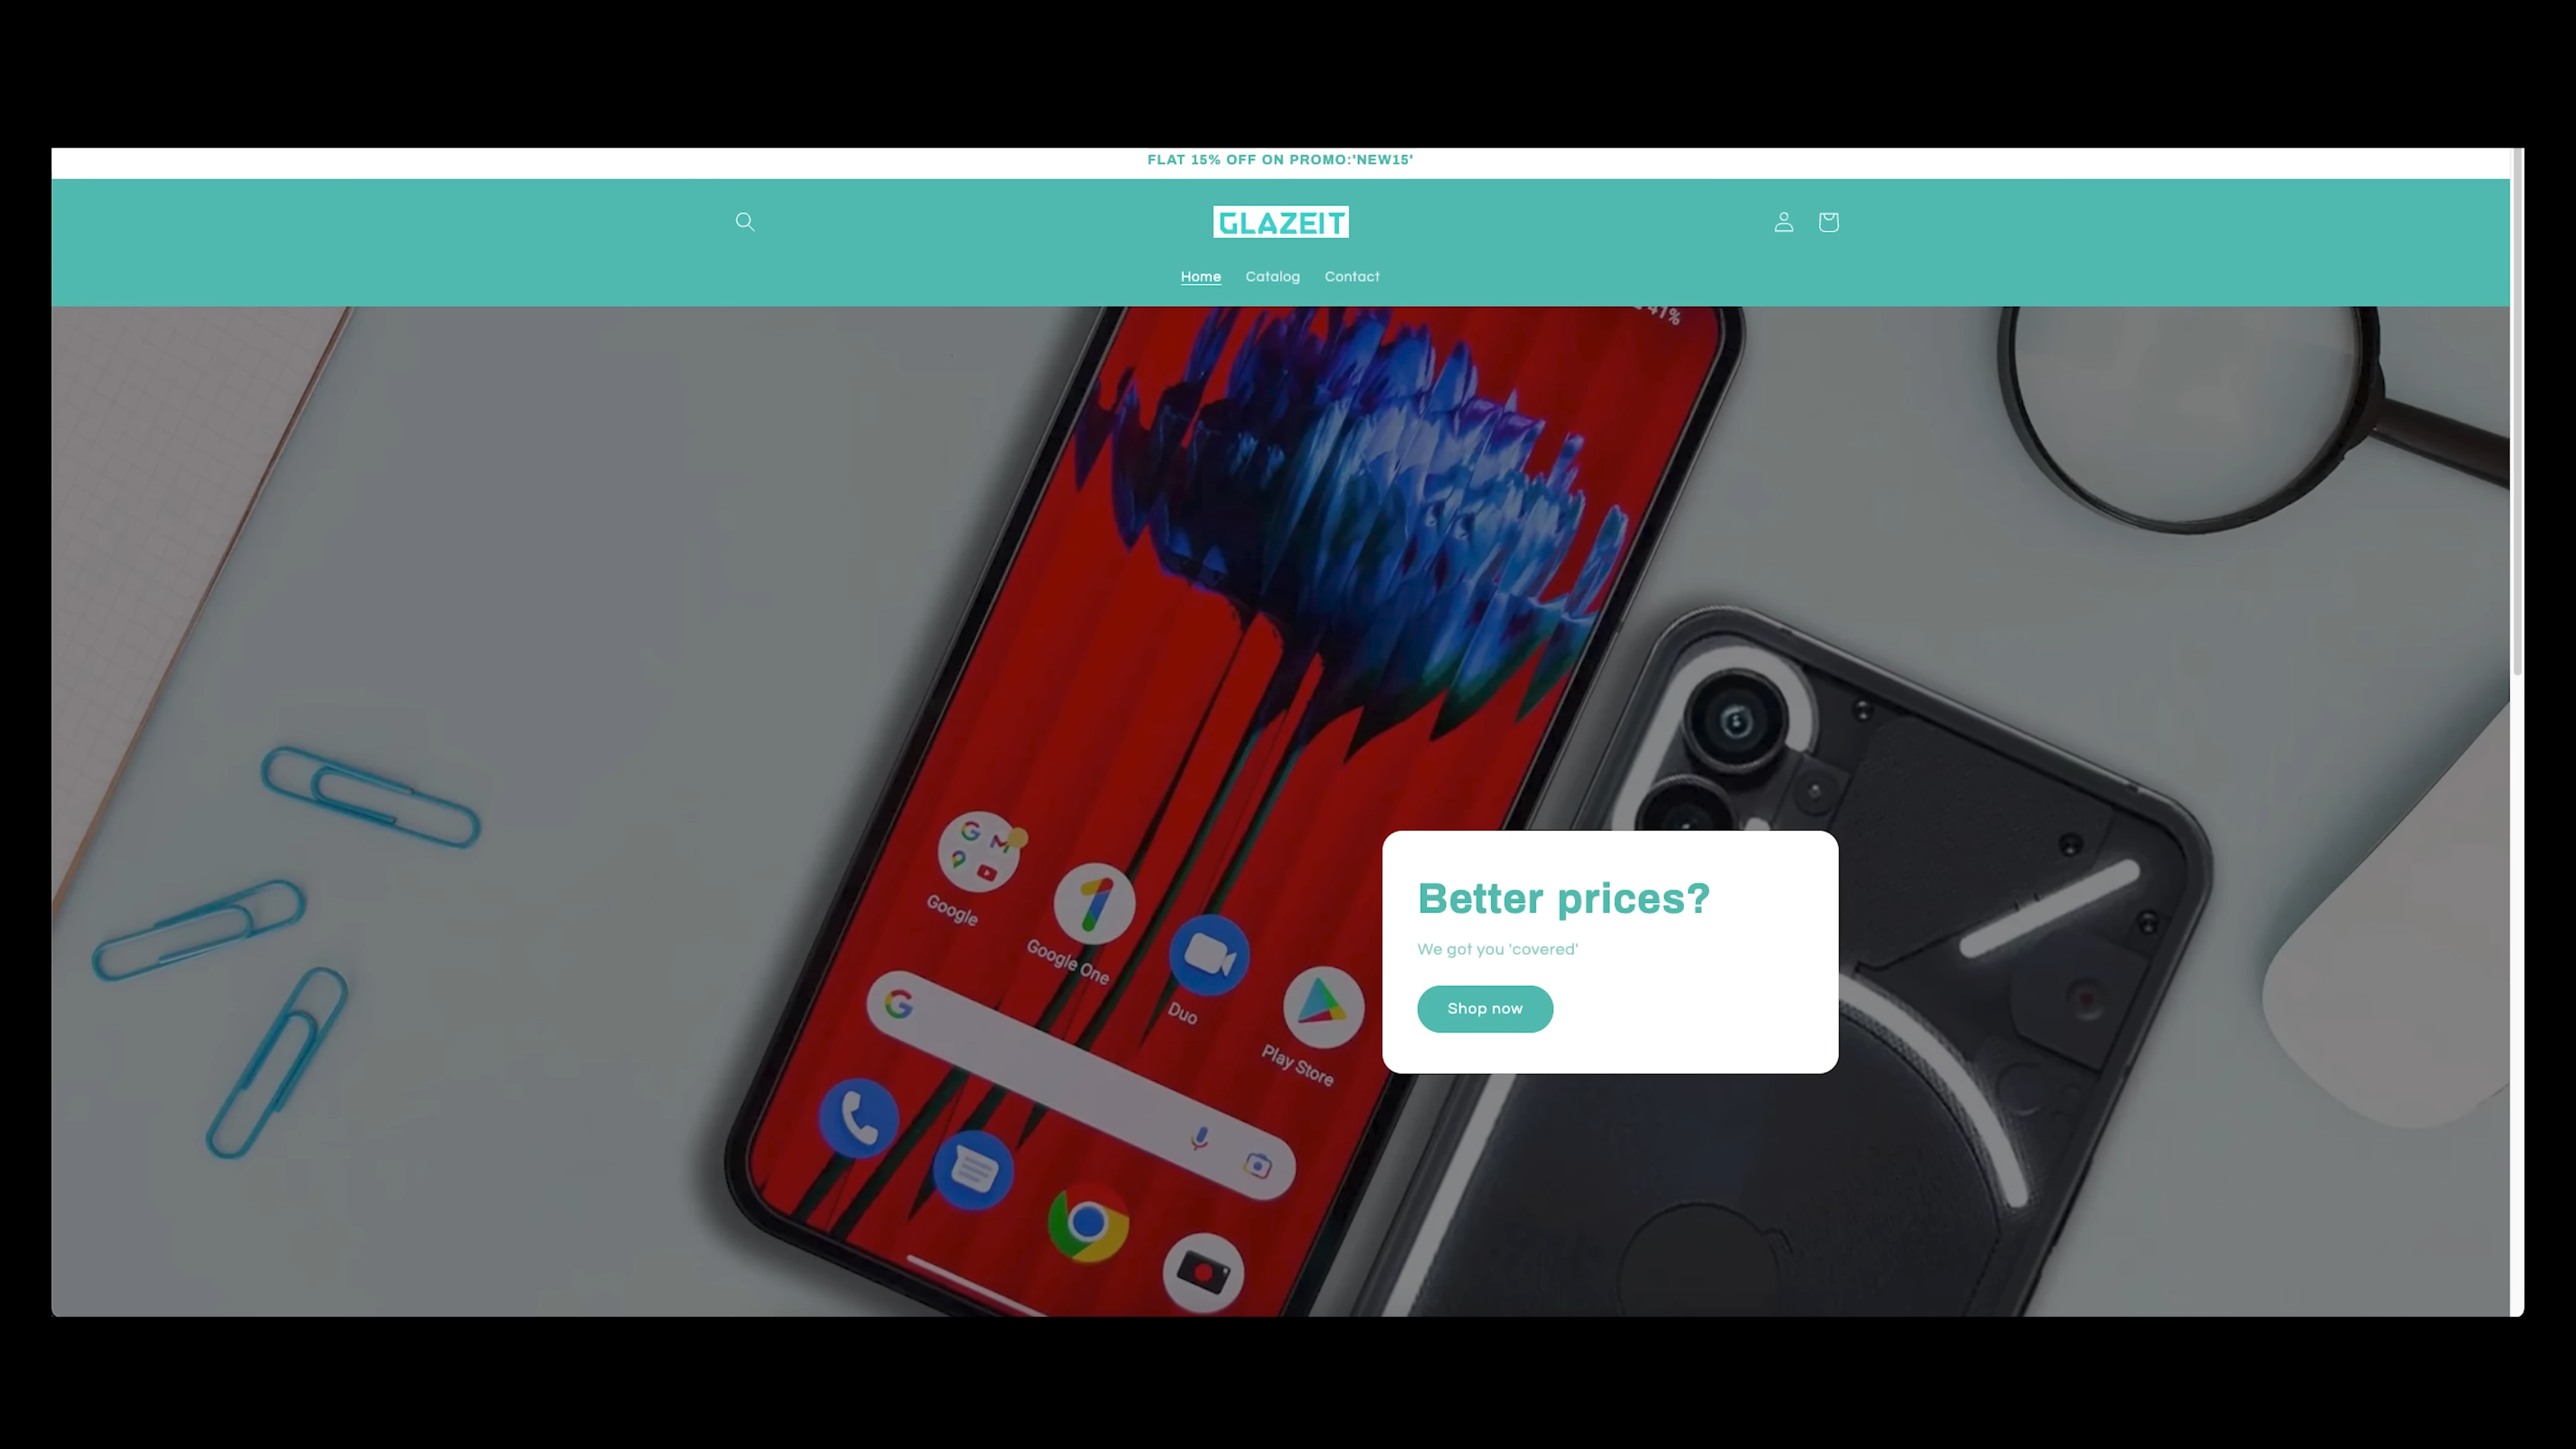 FLAT 15% OFF ON PROMO:'NEW15'
GLAZEIT
Home Catalog Contact
41%
Better prices?
We got you 'covered'
Shop now
Google
Google One
Duo
Play Store